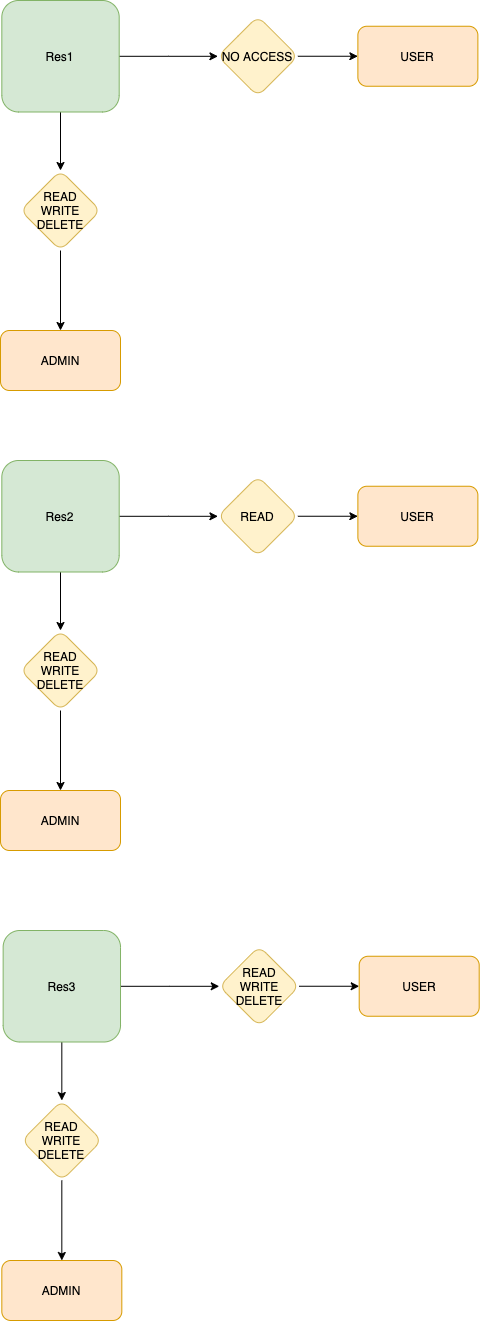 Res1
NO ACCESS
USER
READ
WRITE
DELETE
ADMIN
Res2
READ
USER
READ
WRITE
DELETE
ADMIN
Res3
READ
WRITE
DELETE
USER
READ
WRITE
DELETE
ADMIN